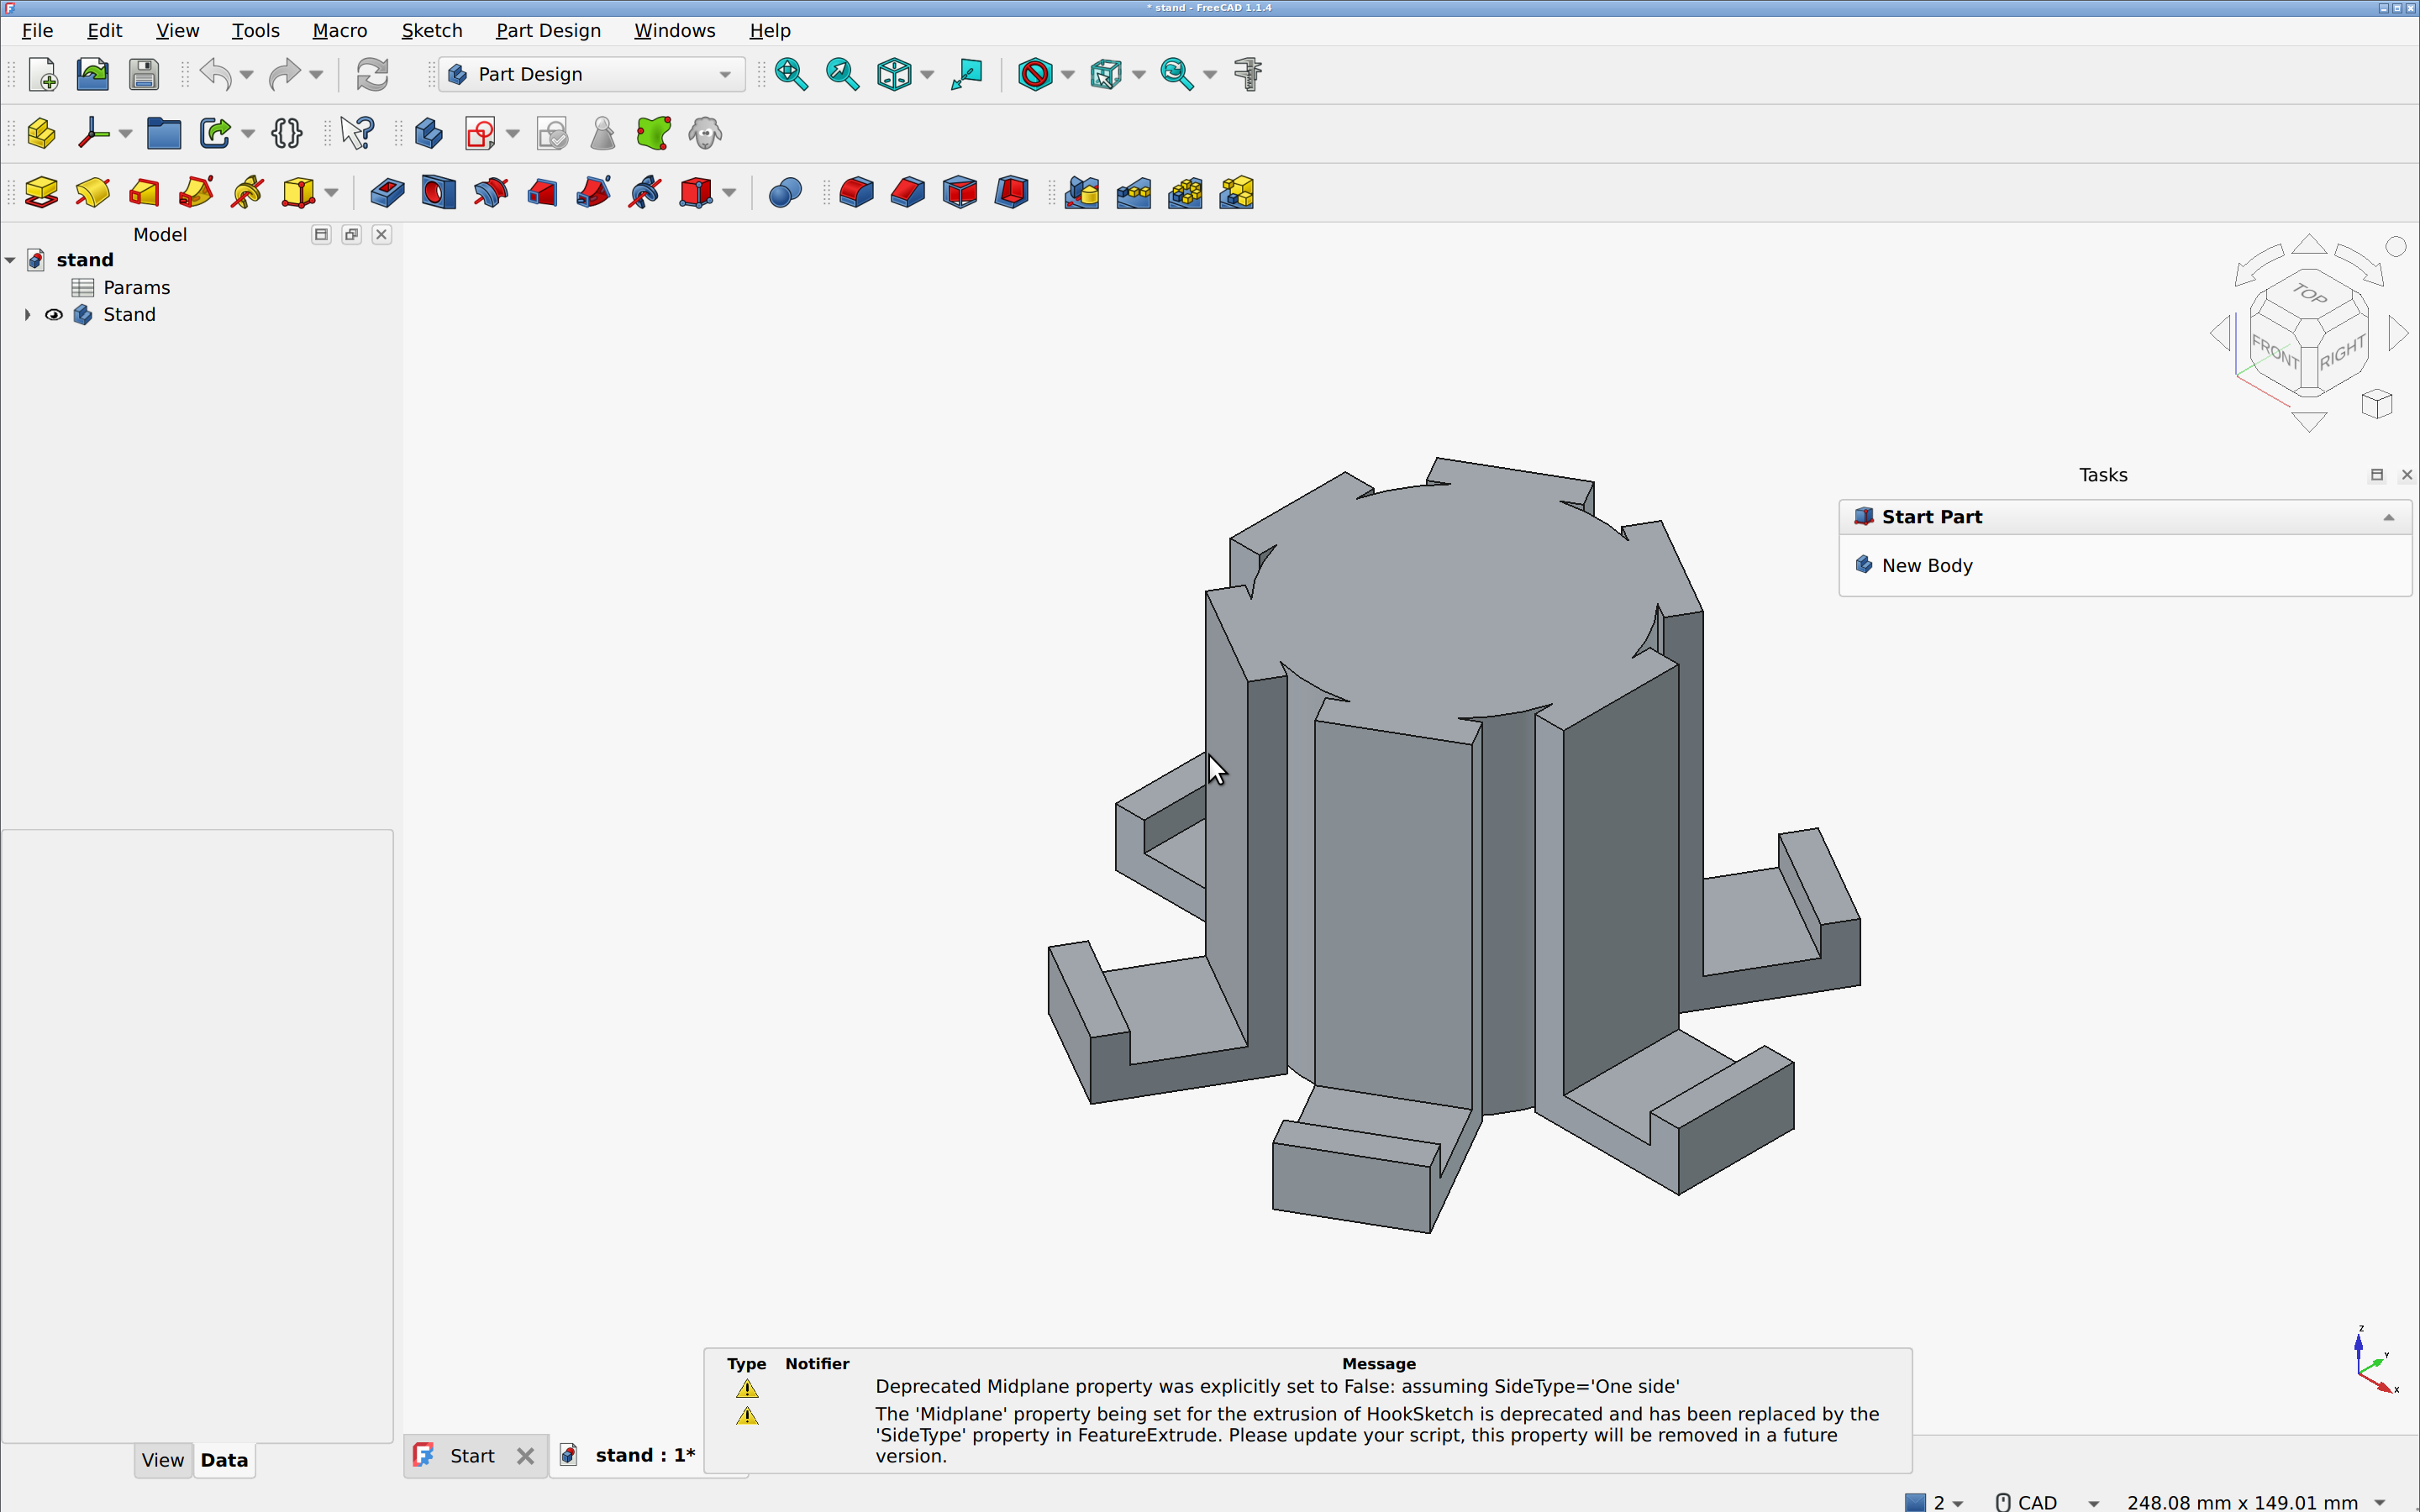 * stand - FreeCAD 1.1.4
File Edit View Tools Macro Sketch Part Design Windows Help
Part Design
Model
stand
Params
Stand
TOP
FRONT
RIGHT
Tasks
Start Part
New Body
Z
Y
X
Type Notifier Message
Deprecated Midplane property was explicitly set to False: assuming SideType='One side'
The 'Midplane' property being set for the extrusion of HookSketch is deprecated and has been replaced by the
'SideType' property in FeatureExtrude. Please update your script, this property will be removed in a future
version.
View Data
Start
stand : 1*
2 CAD 248.08 mm x 149.01 mm